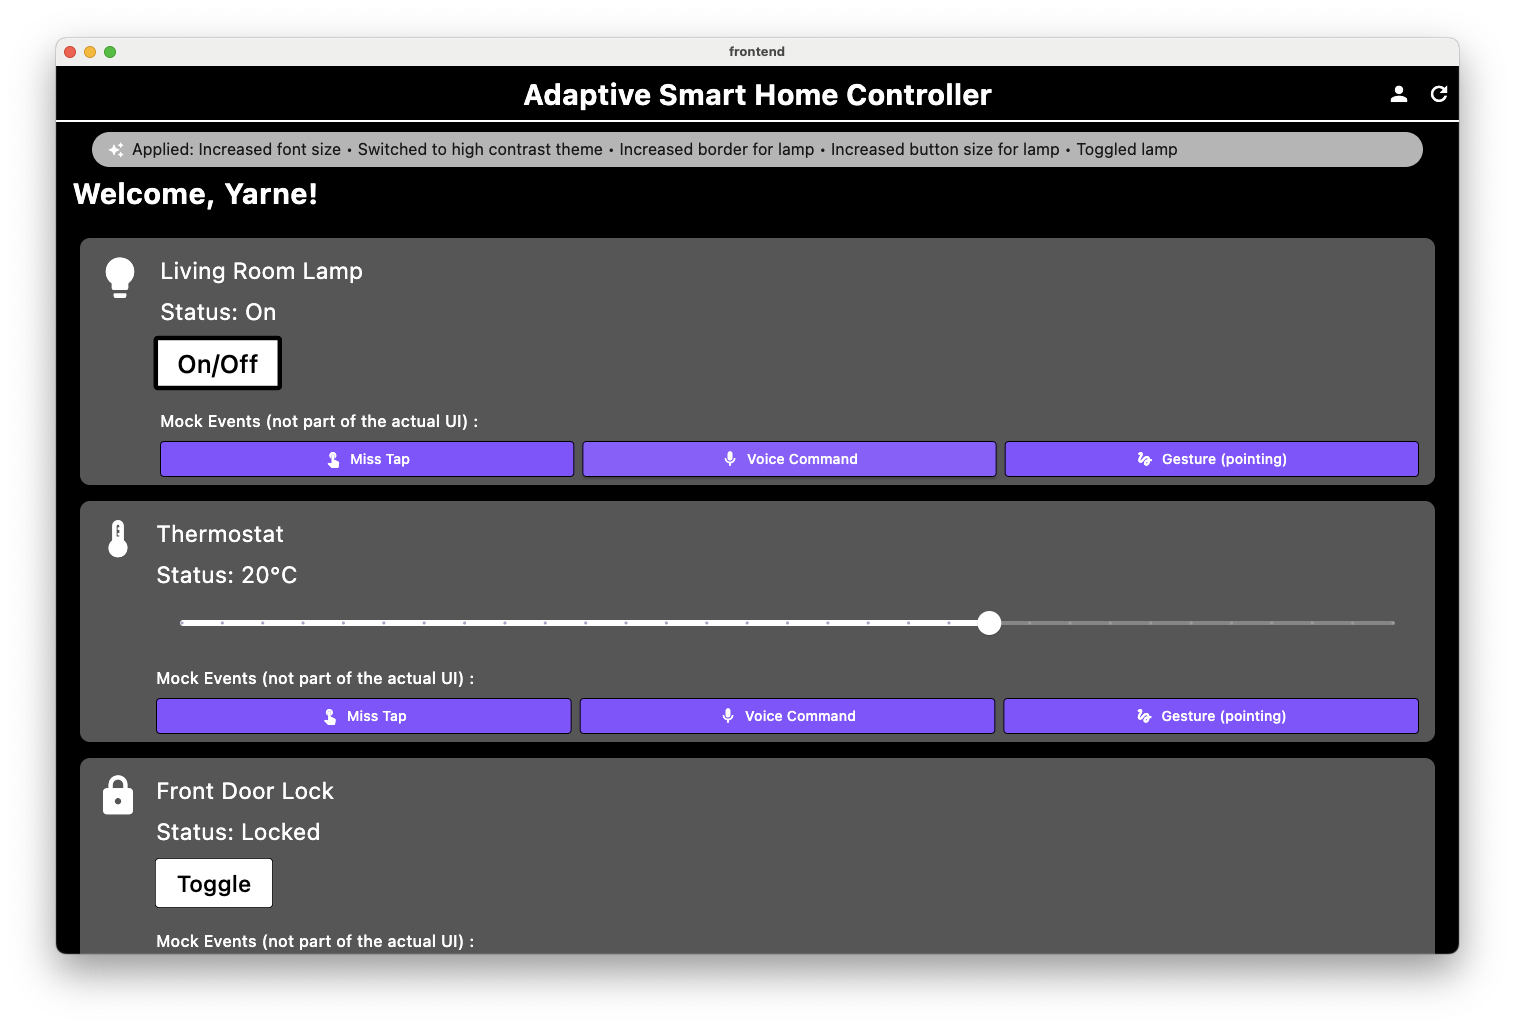 frontend
Adaptive Smart Home Controller
Applied: Increased font size • Switched to high contrast theme • Increased border for lamp • Increased button size for lamp • Toggled lamp
Welcome, Yarne!
Living Room Lamp
Status: On
On/Off
Mock Events (not part of the actual UI) :
Miss Tap Voice Command Gesture (pointing)
Thermostat
Status: 20°C
Mock Events (not part of the actual UI) :
Miss Tap Voice Command Gesture (pointing)
Front Door Lock
Status: Locked
Toggle
Mock Events (not part of the actual UI) :